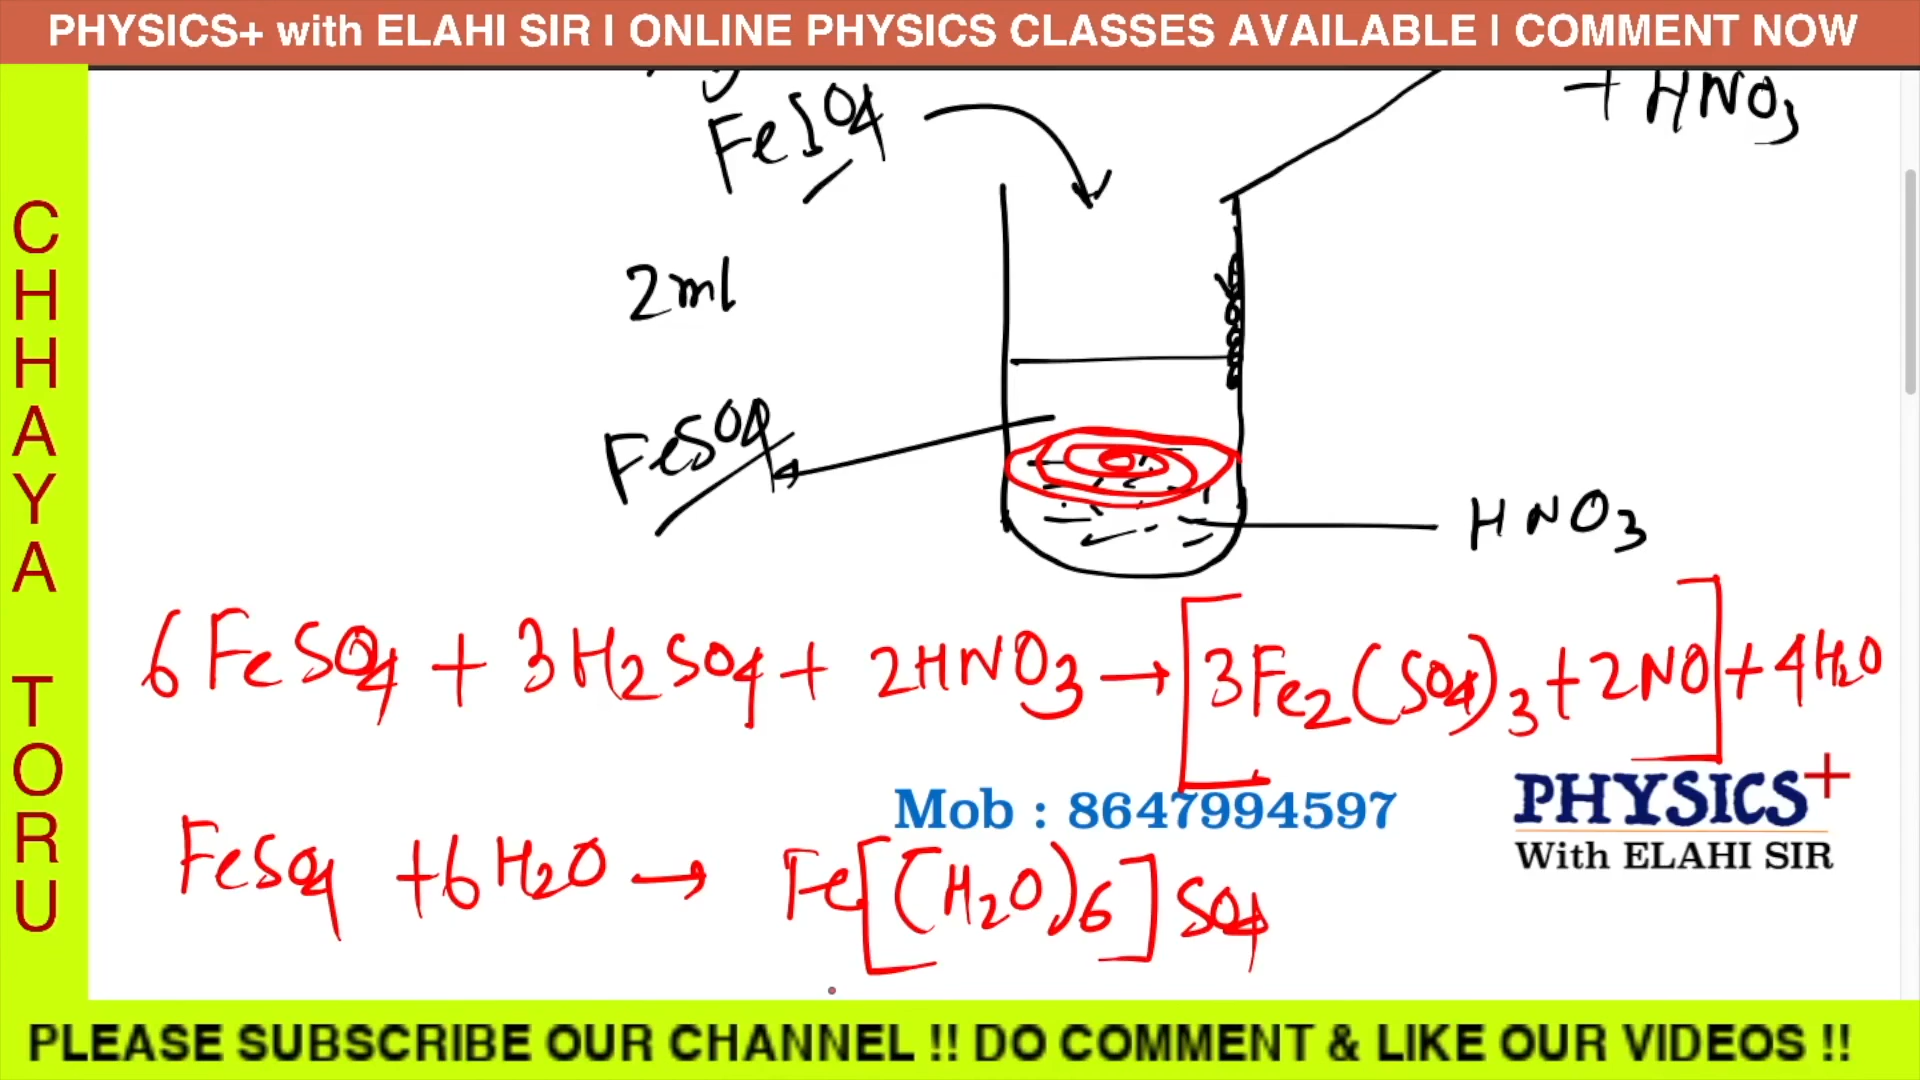 PHYSICS+ with ELAHI SIR I ONLINE PHYSICS CLASSES AVAILABLE I COMMENT NOW
CHHAYA TORU
FeSO4
+ HNO3
2ml
FeSO4
HNO3
6FeSO4 + 3H2SO4 + 2HNO3 → [3Fe2(SO4)3 + 2NO] + 4H2O
Mob : 8647994597
PHYSICS+
With ELAHI SIR
FeSO4 + 6H2O → Fe[(H2O)6]SO4
PLEASE SUBSCRIBE OUR CHANNEL !! DO COMMENT & LIKE OUR VIDEOS !!